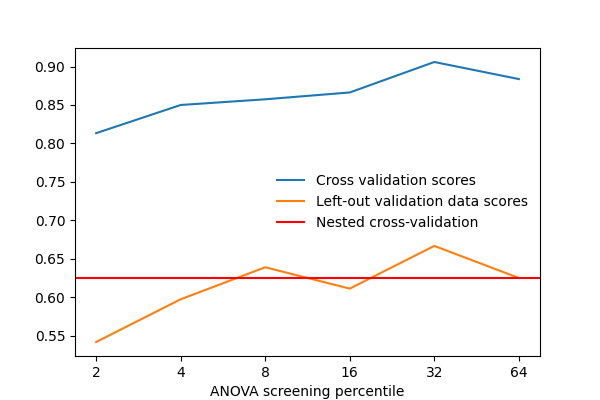 0.90
0.85
0.80
0.75
0.70
0.65
0.60
0.55
Cross validation scores
Left-out validation data scores
Nested cross-validation
2 4 8 16 32 64
ANOVA screening percentile